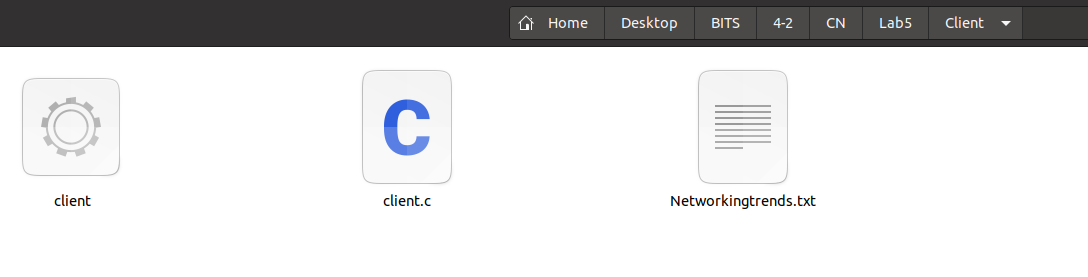 Home Desktop BITS 4-2 CN Lab5 Client
C
client client.c Networkingtrends.txt